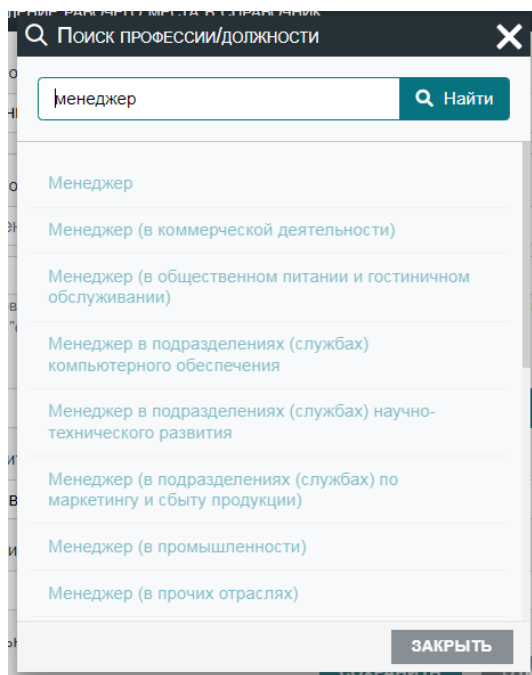 Поиск профессии/должности
менеджер
Найти
Менеджер
Менеджер (в коммерческой деятельности)
Менеджер (в общественном питании и гостиничном
обслуживании)
Менеджер в подразделениях (службах)
компьютерного обеспечения
Менеджер в подразделениях (службах) научно-
технического развития
Менеджер (в подразделениях (службах) по
маркетингу и сбыту продукции)
Менеджер (в промышленности)
Менеджер (в прочих отраслях)
ЗАКРЫТЬ